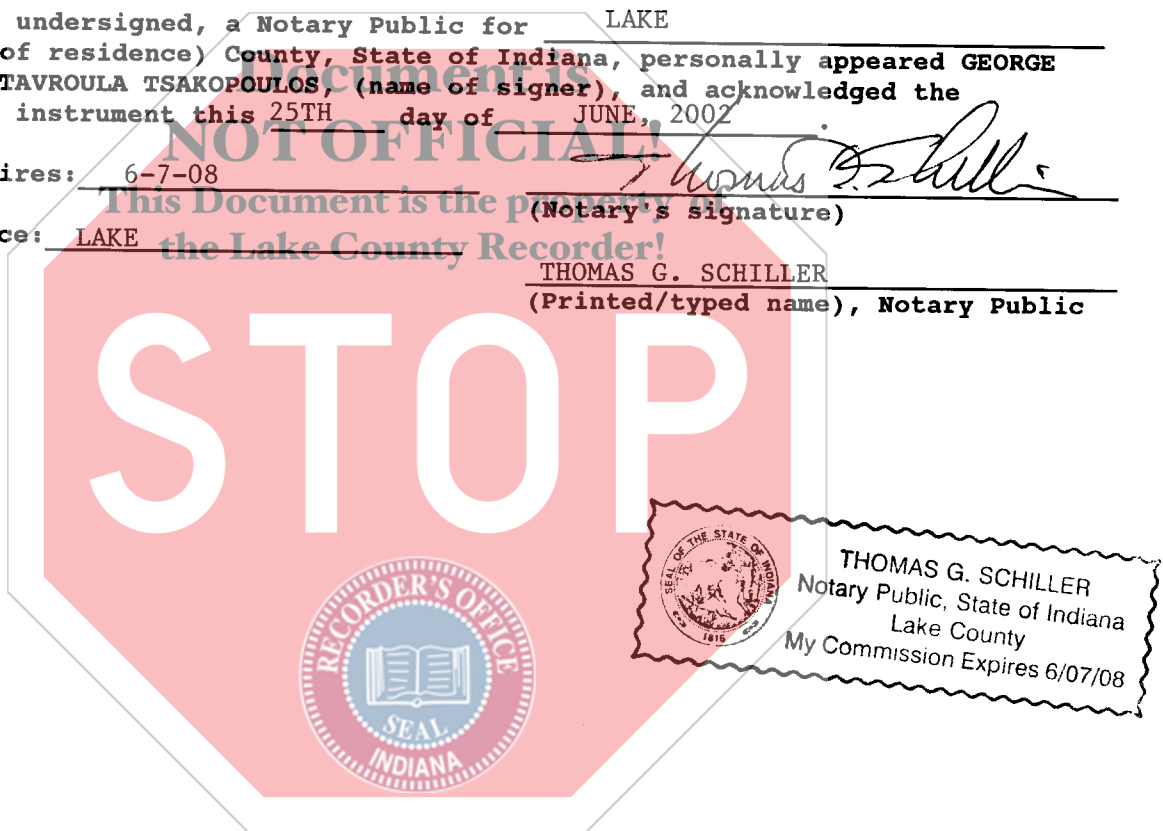 undersigned, a Notary Public for LAKE
of residence) County, State of Indiana, personally appeared GEORGE
TAVROULA TSAKOPOULOS, (name of signer), and acknowledged the
instrument this 25TH day of JUNE, 2002.
Document is
NOT OFFICIAL!
This Document is the property of
the Lake County Recorder!
ires: 6-7-08
Thomas G. Schiller
(Notary's signature)
ce: LAKE
THOMAS G. SCHILLER
(Printed/typed name), Notary Public
STOP
RECORDER'S OFFICE
SEAL
INDIANA
SEAL OF THE STATE OF INDIANA
1816
THOMAS G. SCHILLER
Notary Public, State of Indiana
Lake County
My Commission Expires 6/07/08